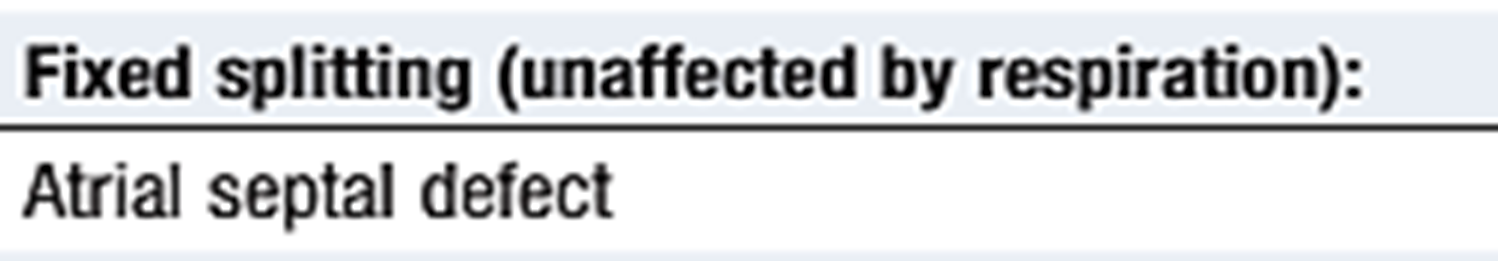 Fixed splitting (unaffected by respiration):
Atrial septal defect